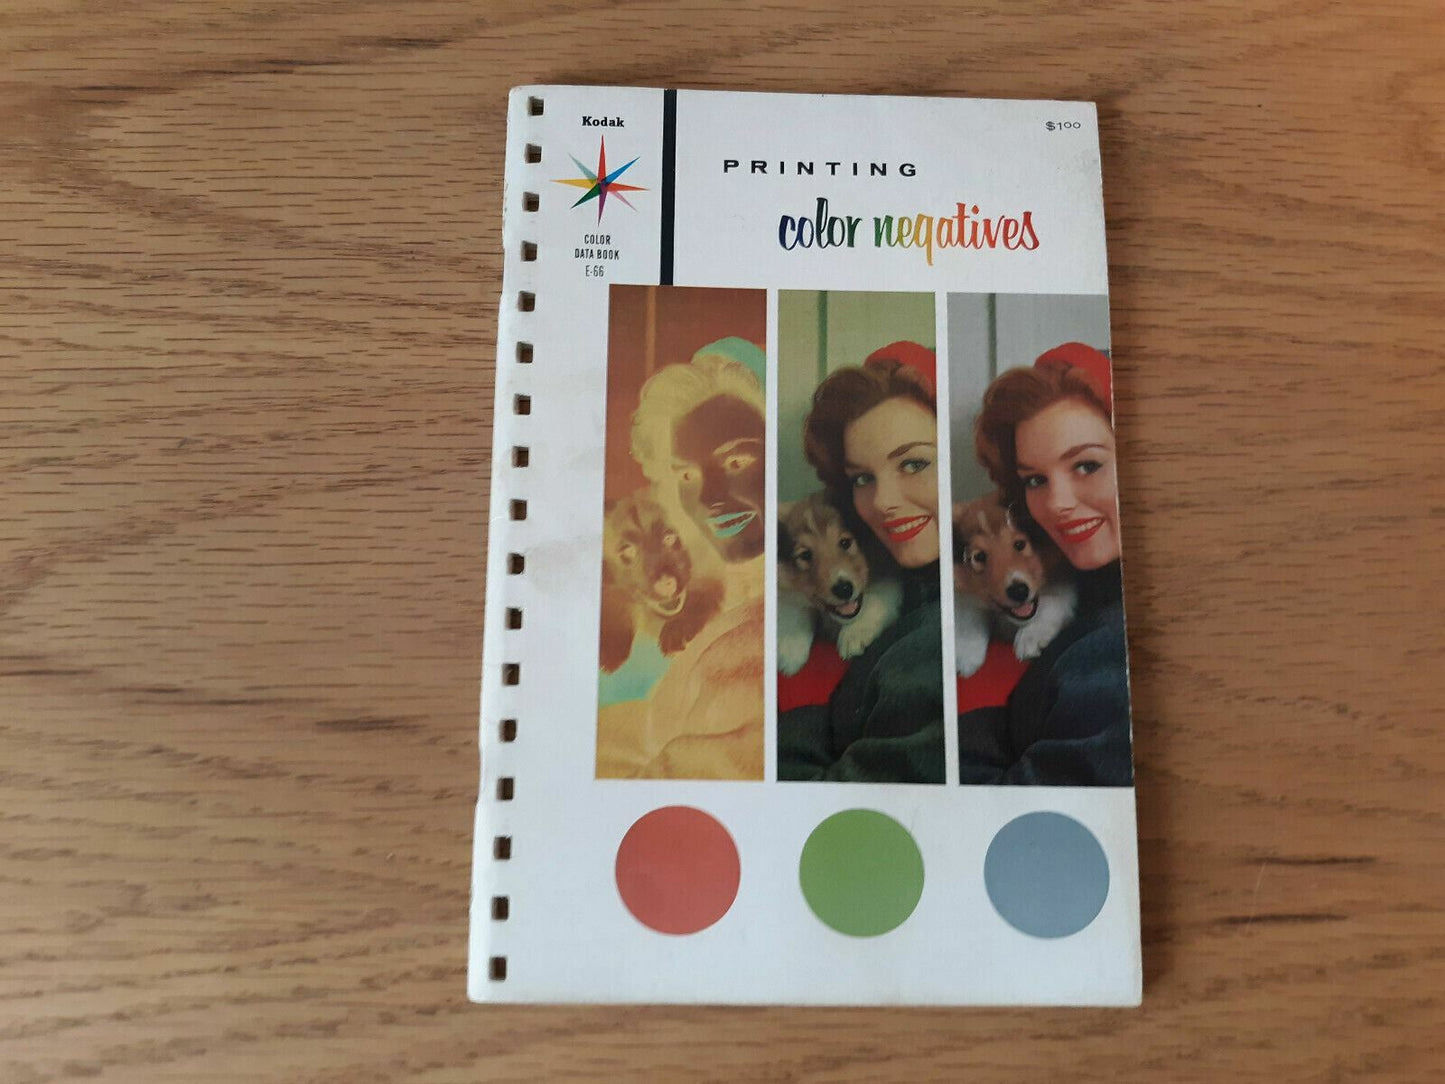 Kodak
COLOR
DATA BOOK
E-66
$1.00
PRINTING
color negatives